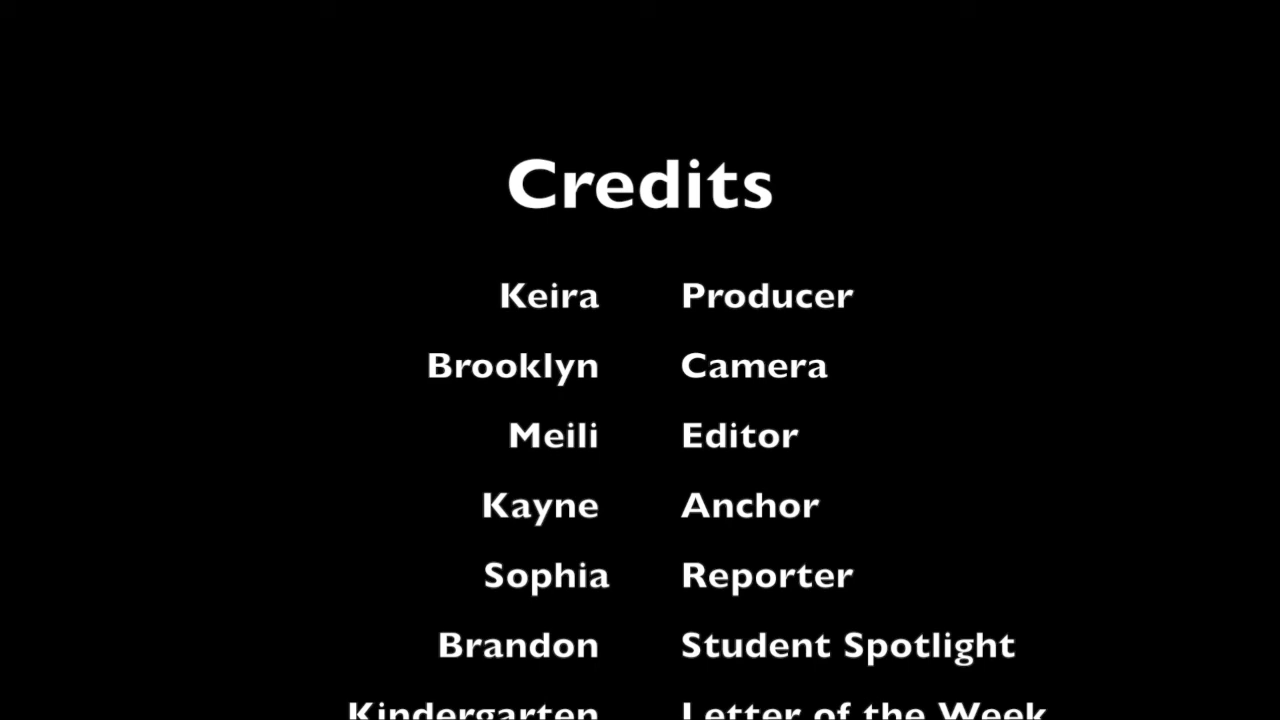 Credits
Keira Producer
Brooklyn Camera
Meili Editor
Kayne Anchor
Sophia Reporter
Brandon Student Spotlight
Kindergarten Letter of the Week